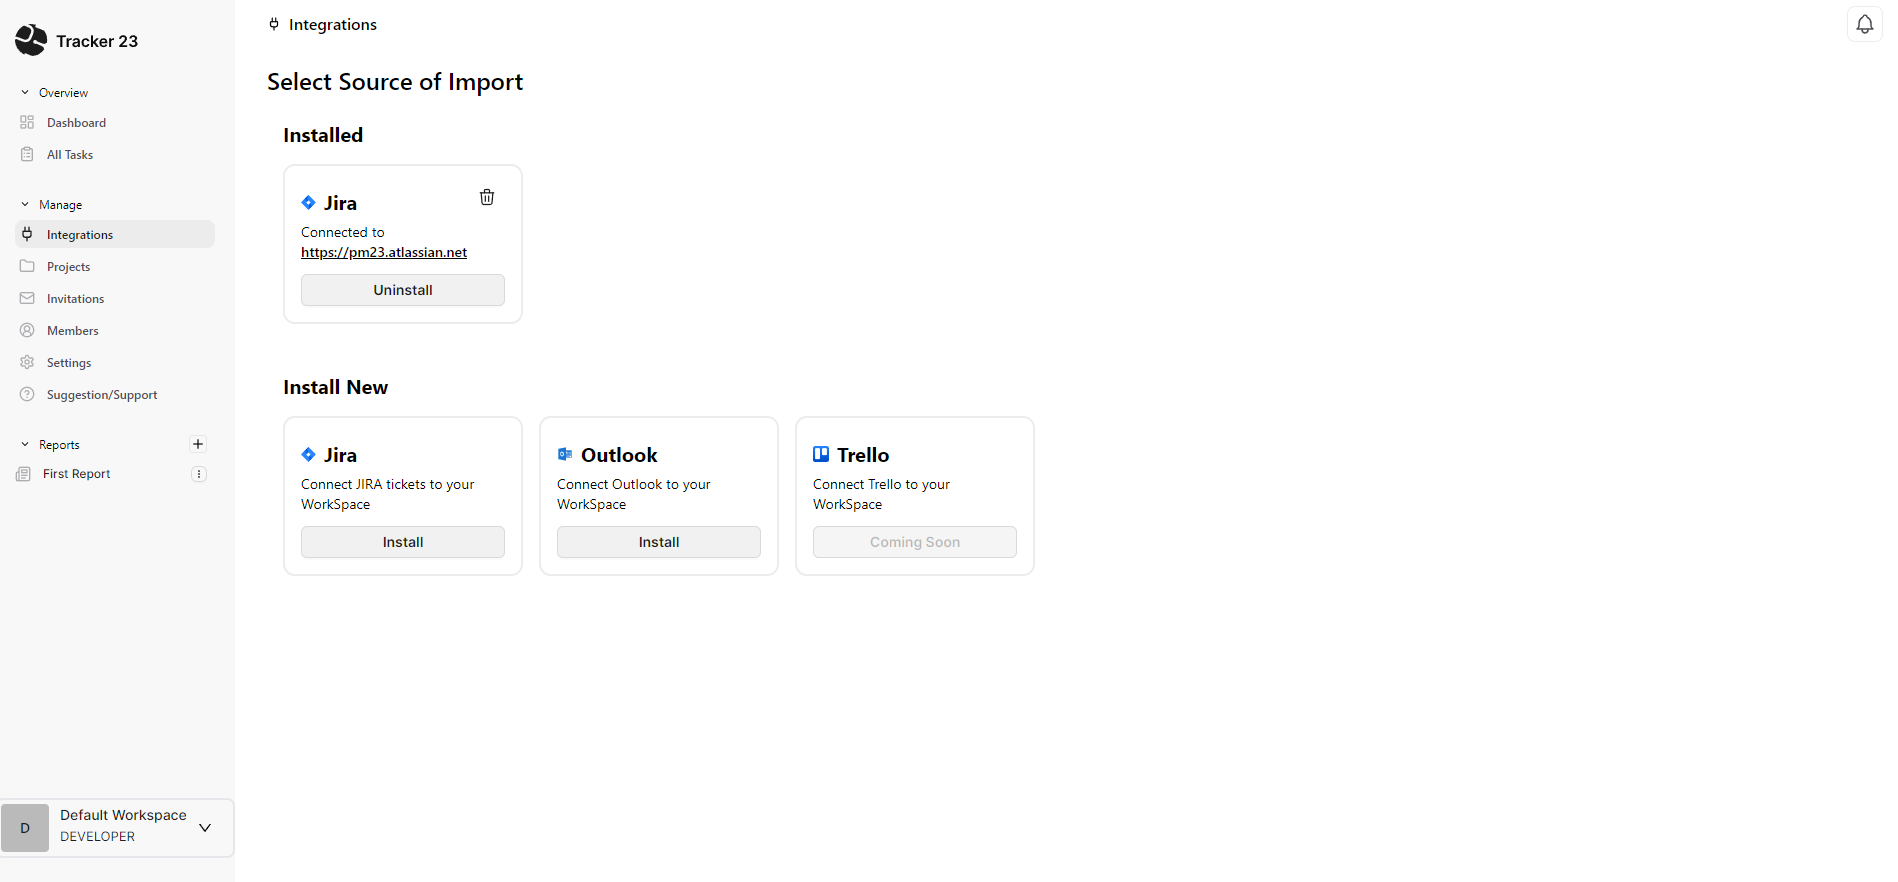 Tracker 23
Overview
Dashboard
All Tasks
Manage
Integrations
Projects
Invitations
Members
Settings
Suggestion/Support
Reports
First Report
D
Default Workspace
DEVELOPER
Integrations
Select Source of Import
Installed
Jira
Connected to
https://pm23.atlassian.net
Uninstall
Install New
Jira
Connect JIRA tickets to your
WorkSpace
Install
Outlook
Connect Outlook to your
WorkSpace
Install
Trello
Connect Trello to your
WorkSpace
Coming Soon